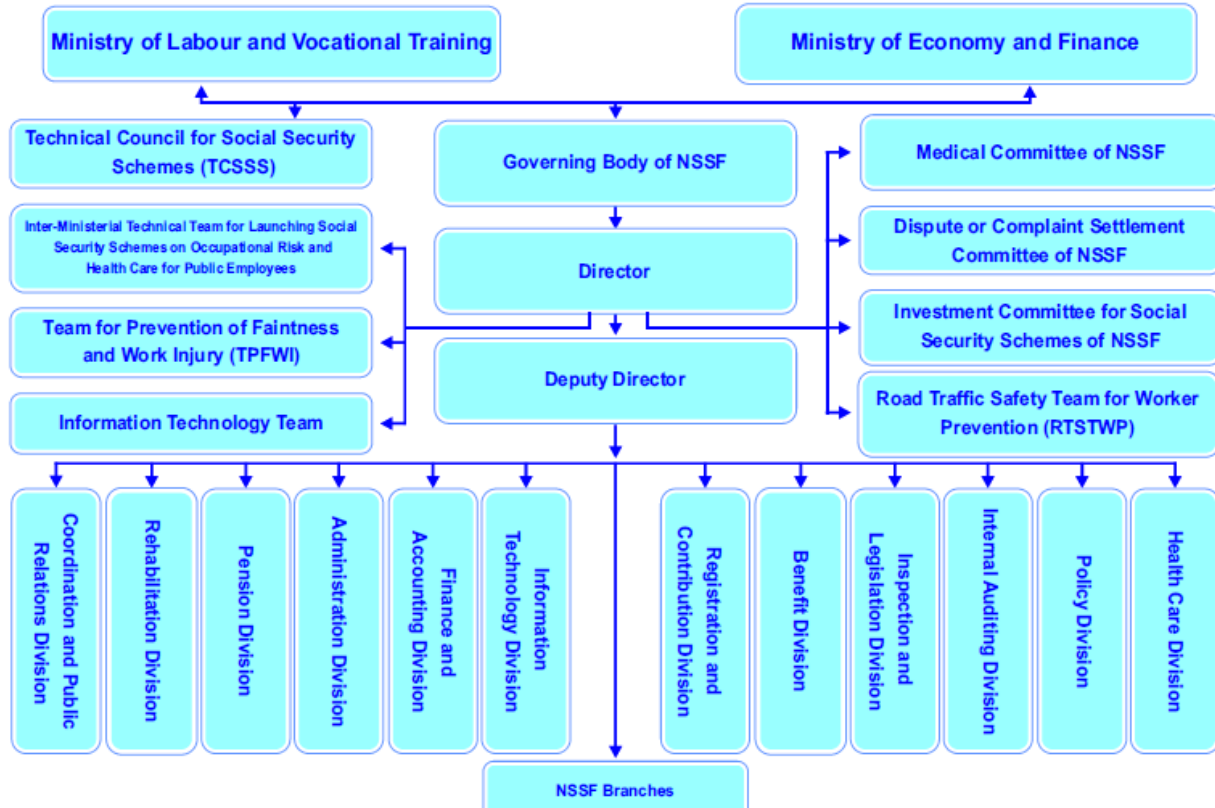 Ministry of Labour and Vocational Training
Ministry of Economy and Finance
Technical Council for Social Security
Schemes (TCSSS)
Governing Body of NSSF
Medical Committee of NSSF
Inter-Ministerial Technical Team for Launching Social
Security Schemes on Occupational Risk and
Health Care for Public Employees
Director
Dispute or Complaint Settlement
Committee of NSSF
Team for Prevention of Faintness
and Work Injury (TPFWI)
Investment Committee for Social
Security Schemes of NSSF
Deputy Director
Information Technology Team
Road Traffic Safety Team for Worker
Prevention (RTSTWP)
Coordination and Public
Relations Division
Rehabilitation Division
Pension Division
Administration Division
Finance and
Accounting Division
Information
Technology Division
Registration and
Contribution Division
Benefit Division
Inspection and
Legislation Division
Internal Auditing Division
Policy Division
Health Care Division
NSSF Branches